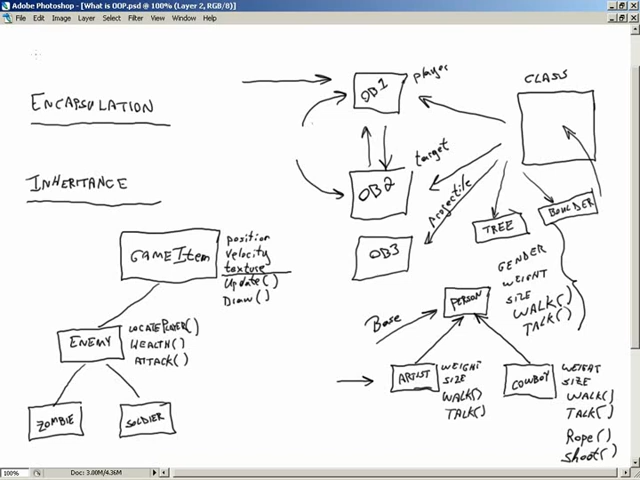 Adobe Photoshop - [What is OOP.psd @ 100% (Layer 2, RGB/8)]
File Edit Image Layer Select Filter View Window Help
ENCAPSULATION
INHERITANCE
OB1
player
OB2
target
projectile
OB3
CLASS
TREE
BOULDER
GAMEItem
position
velocity
texture
Update()
Draw()
ENEMY
LOCATEPLAYER()
HEALTH()
ATTACK()
ZOMBIE
SOLDIER
Base
PERSON
GENDER
WEIGHT
SIZE
WALK()
TALK()
ARTIST
WEIGHT
SIZE
WALK()
TALK()
COWBOY
WEIGHT
SIZE
WALK()
TALK()
Rope()
Shoot()
100%
Doc: 3.00M/4.36M